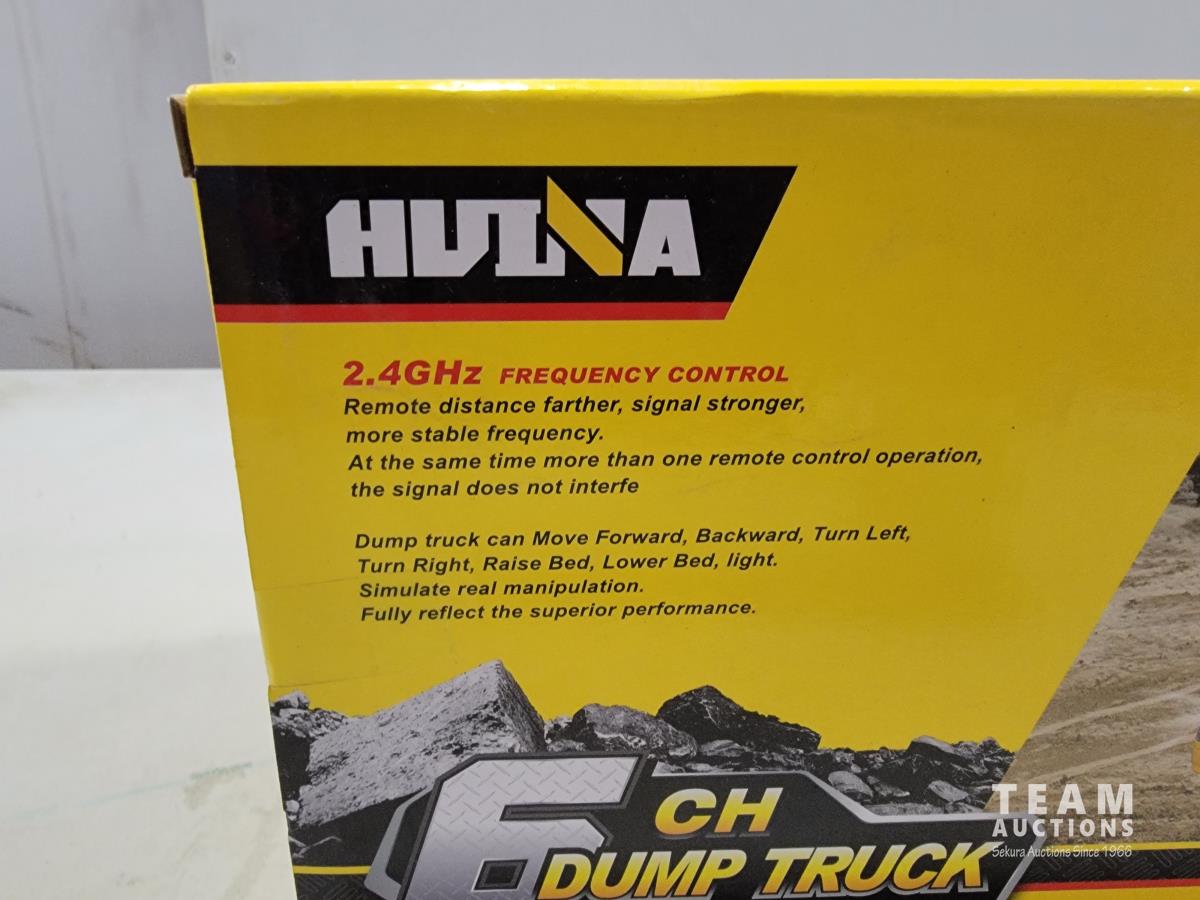 HUINA
2.4GHz FREQUENCY CONTROL
Remote distance farther, signal stronger,
more stable frequency.
At the same time more than one remote control operation,
the signal does not interfe
Dump truck can Move Forward, Backward, Turn Left,
Turn Right, Raise Bed, Lower Bed, light.
Simulate real manipulation.
Fully reflect the superior performance.
6 CH
DUMP TRUCK
TEAM
AUCTIONS
Sekura Auctions Since 1966